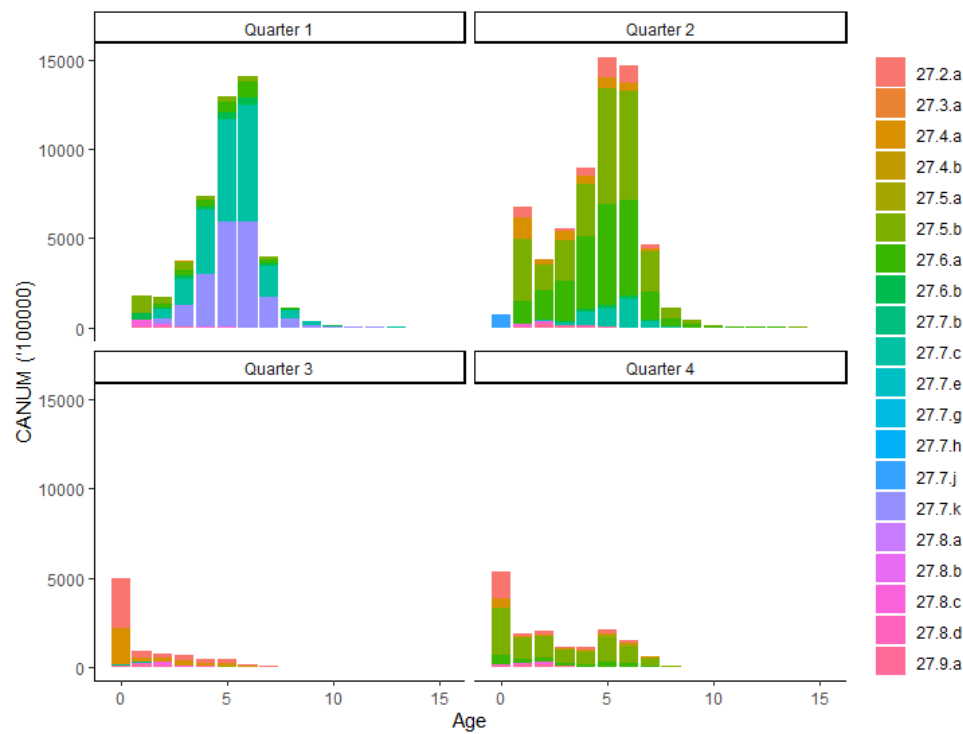 Quarter 1
Quarter 2
15000
10000
5000
0
Quarter 3
Quarter 4
15000
10000
5000
0
0
5
10
15
0
5
10
15
Age
CANUM ('100000)
27.2.a
27.3.a
27.4.a
27.4.b
27.5.a
27.5.b
27.6.a
27.6.b
27.7.b
27.7.c
27.7.e
27.7.g
27.7.h
27.7.j
27.7.k
27.8.a
27.8.b
27.8.c
27.8.d
27.9.a